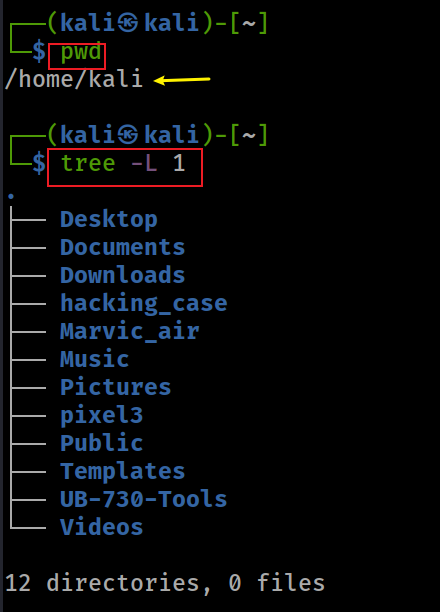 ┌──(kali㉿kali)-[~]
└─$ pwd
/home/kali
┌──(kali㉿kali)-[~]
└─$ tree -L 1
.
├── Desktop
├── Documents
├── Downloads
├── hacking_case
├── Marvic_air
├── Music
├── Pictures
├── pixel3
├── Public
├── Templates
├── UB-730-Tools
└── Videos
12 directories, 0 files